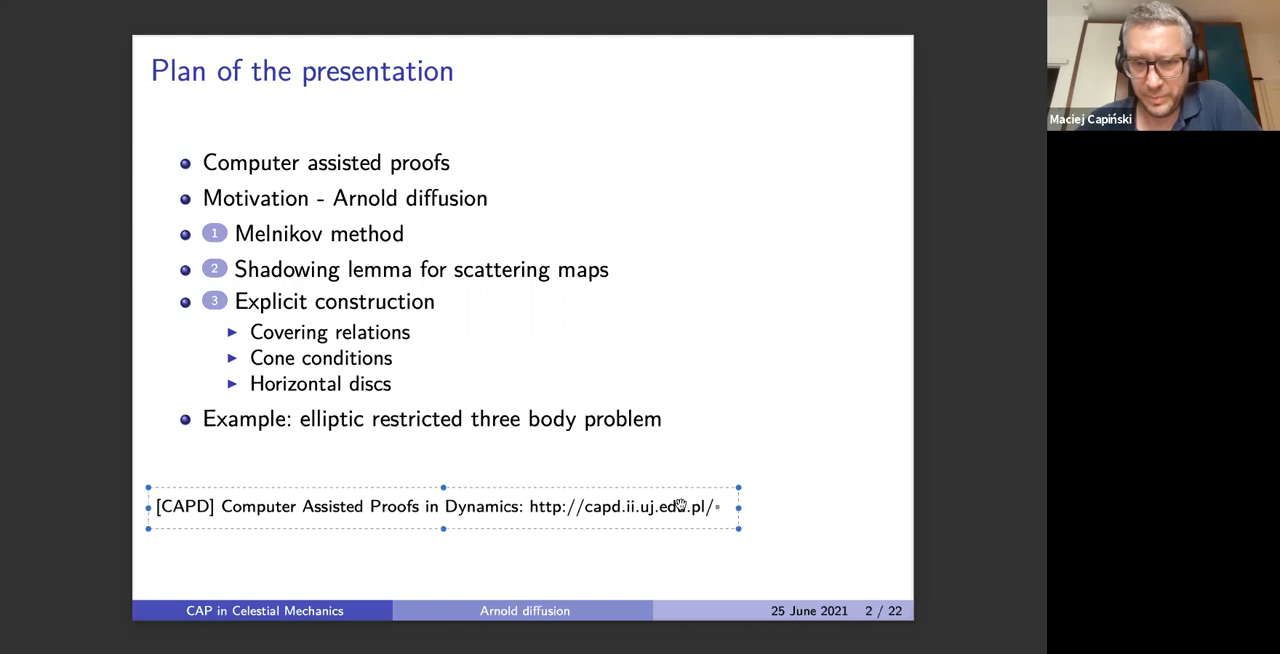 Plan of the presentation
Computer assisted proofs
Motivation - Arnold diffusion
1 Melnikov method
2 Shadowing lemma for scattering maps
3 Explicit construction
Covering relations
Cone conditions
Horizontal discs
Example: elliptic restricted three body problem
[CAPD] Computer Assisted Proofs in Dynamics: http://capd.ii.uj.edu.pl/
CAP in Celestial Mechanics Arnold diffusion 25 June 2021 2 / 22
Maciej Capiński